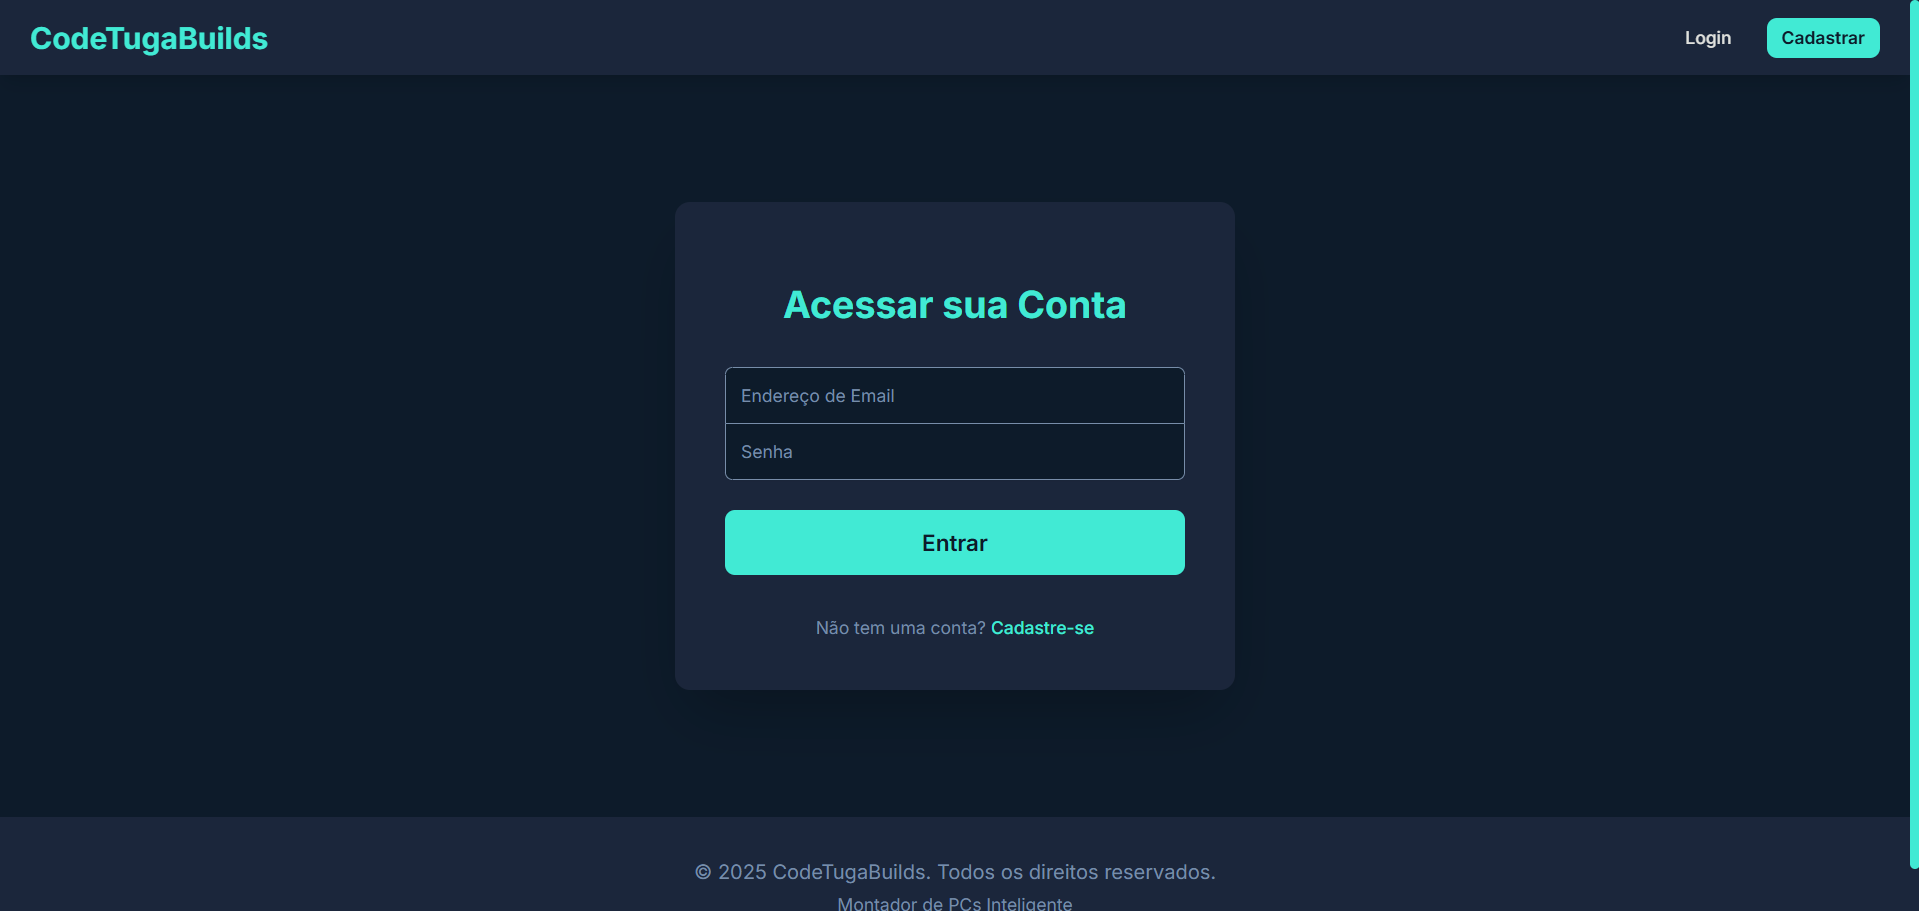 CodeTugaBuilds
Login
Cadastrar
Acessar sua Conta
Endereço de Email
Senha
Entrar
Não tem uma conta? Cadastre-se
© 2025 CodeTugaBuilds. Todos os direitos reservados.
Montador de PCs Inteligente